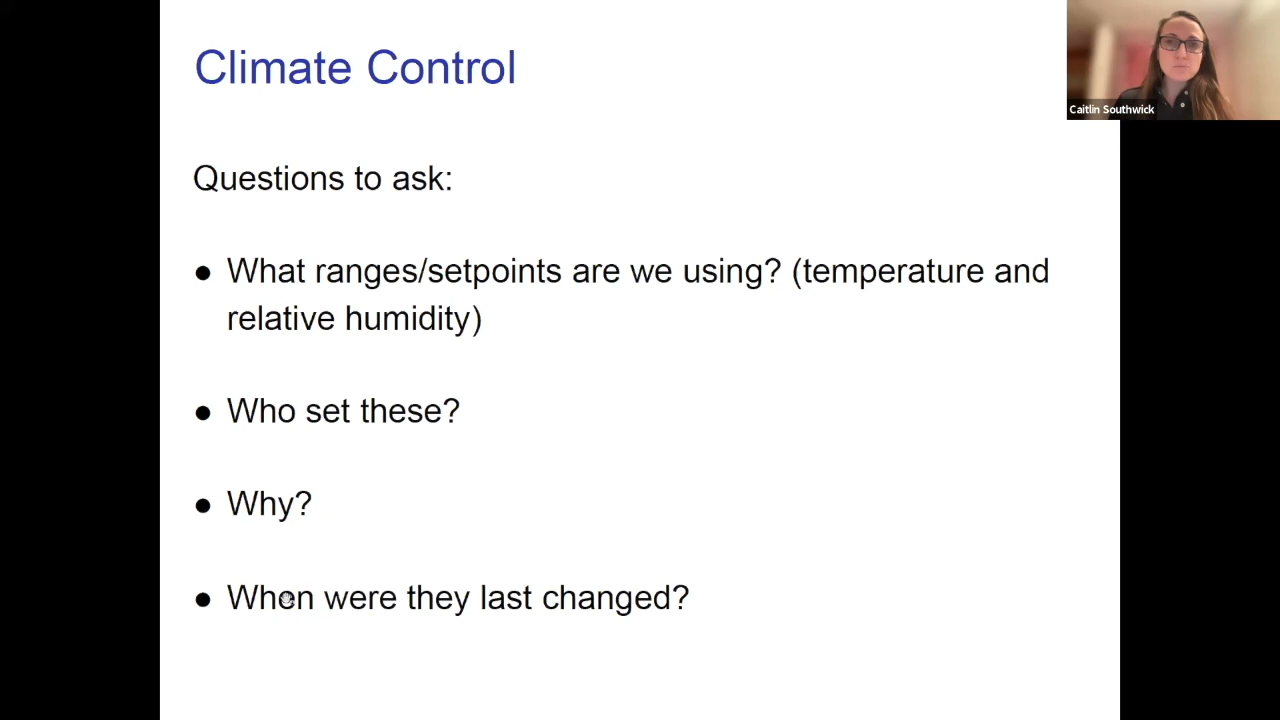 Climate Control
Caitlin Southwick
Questions to ask:
● What ranges/setpoints are we using? (temperature and
relative humidity)
● Who set these?
● Why?
● When were they last changed?